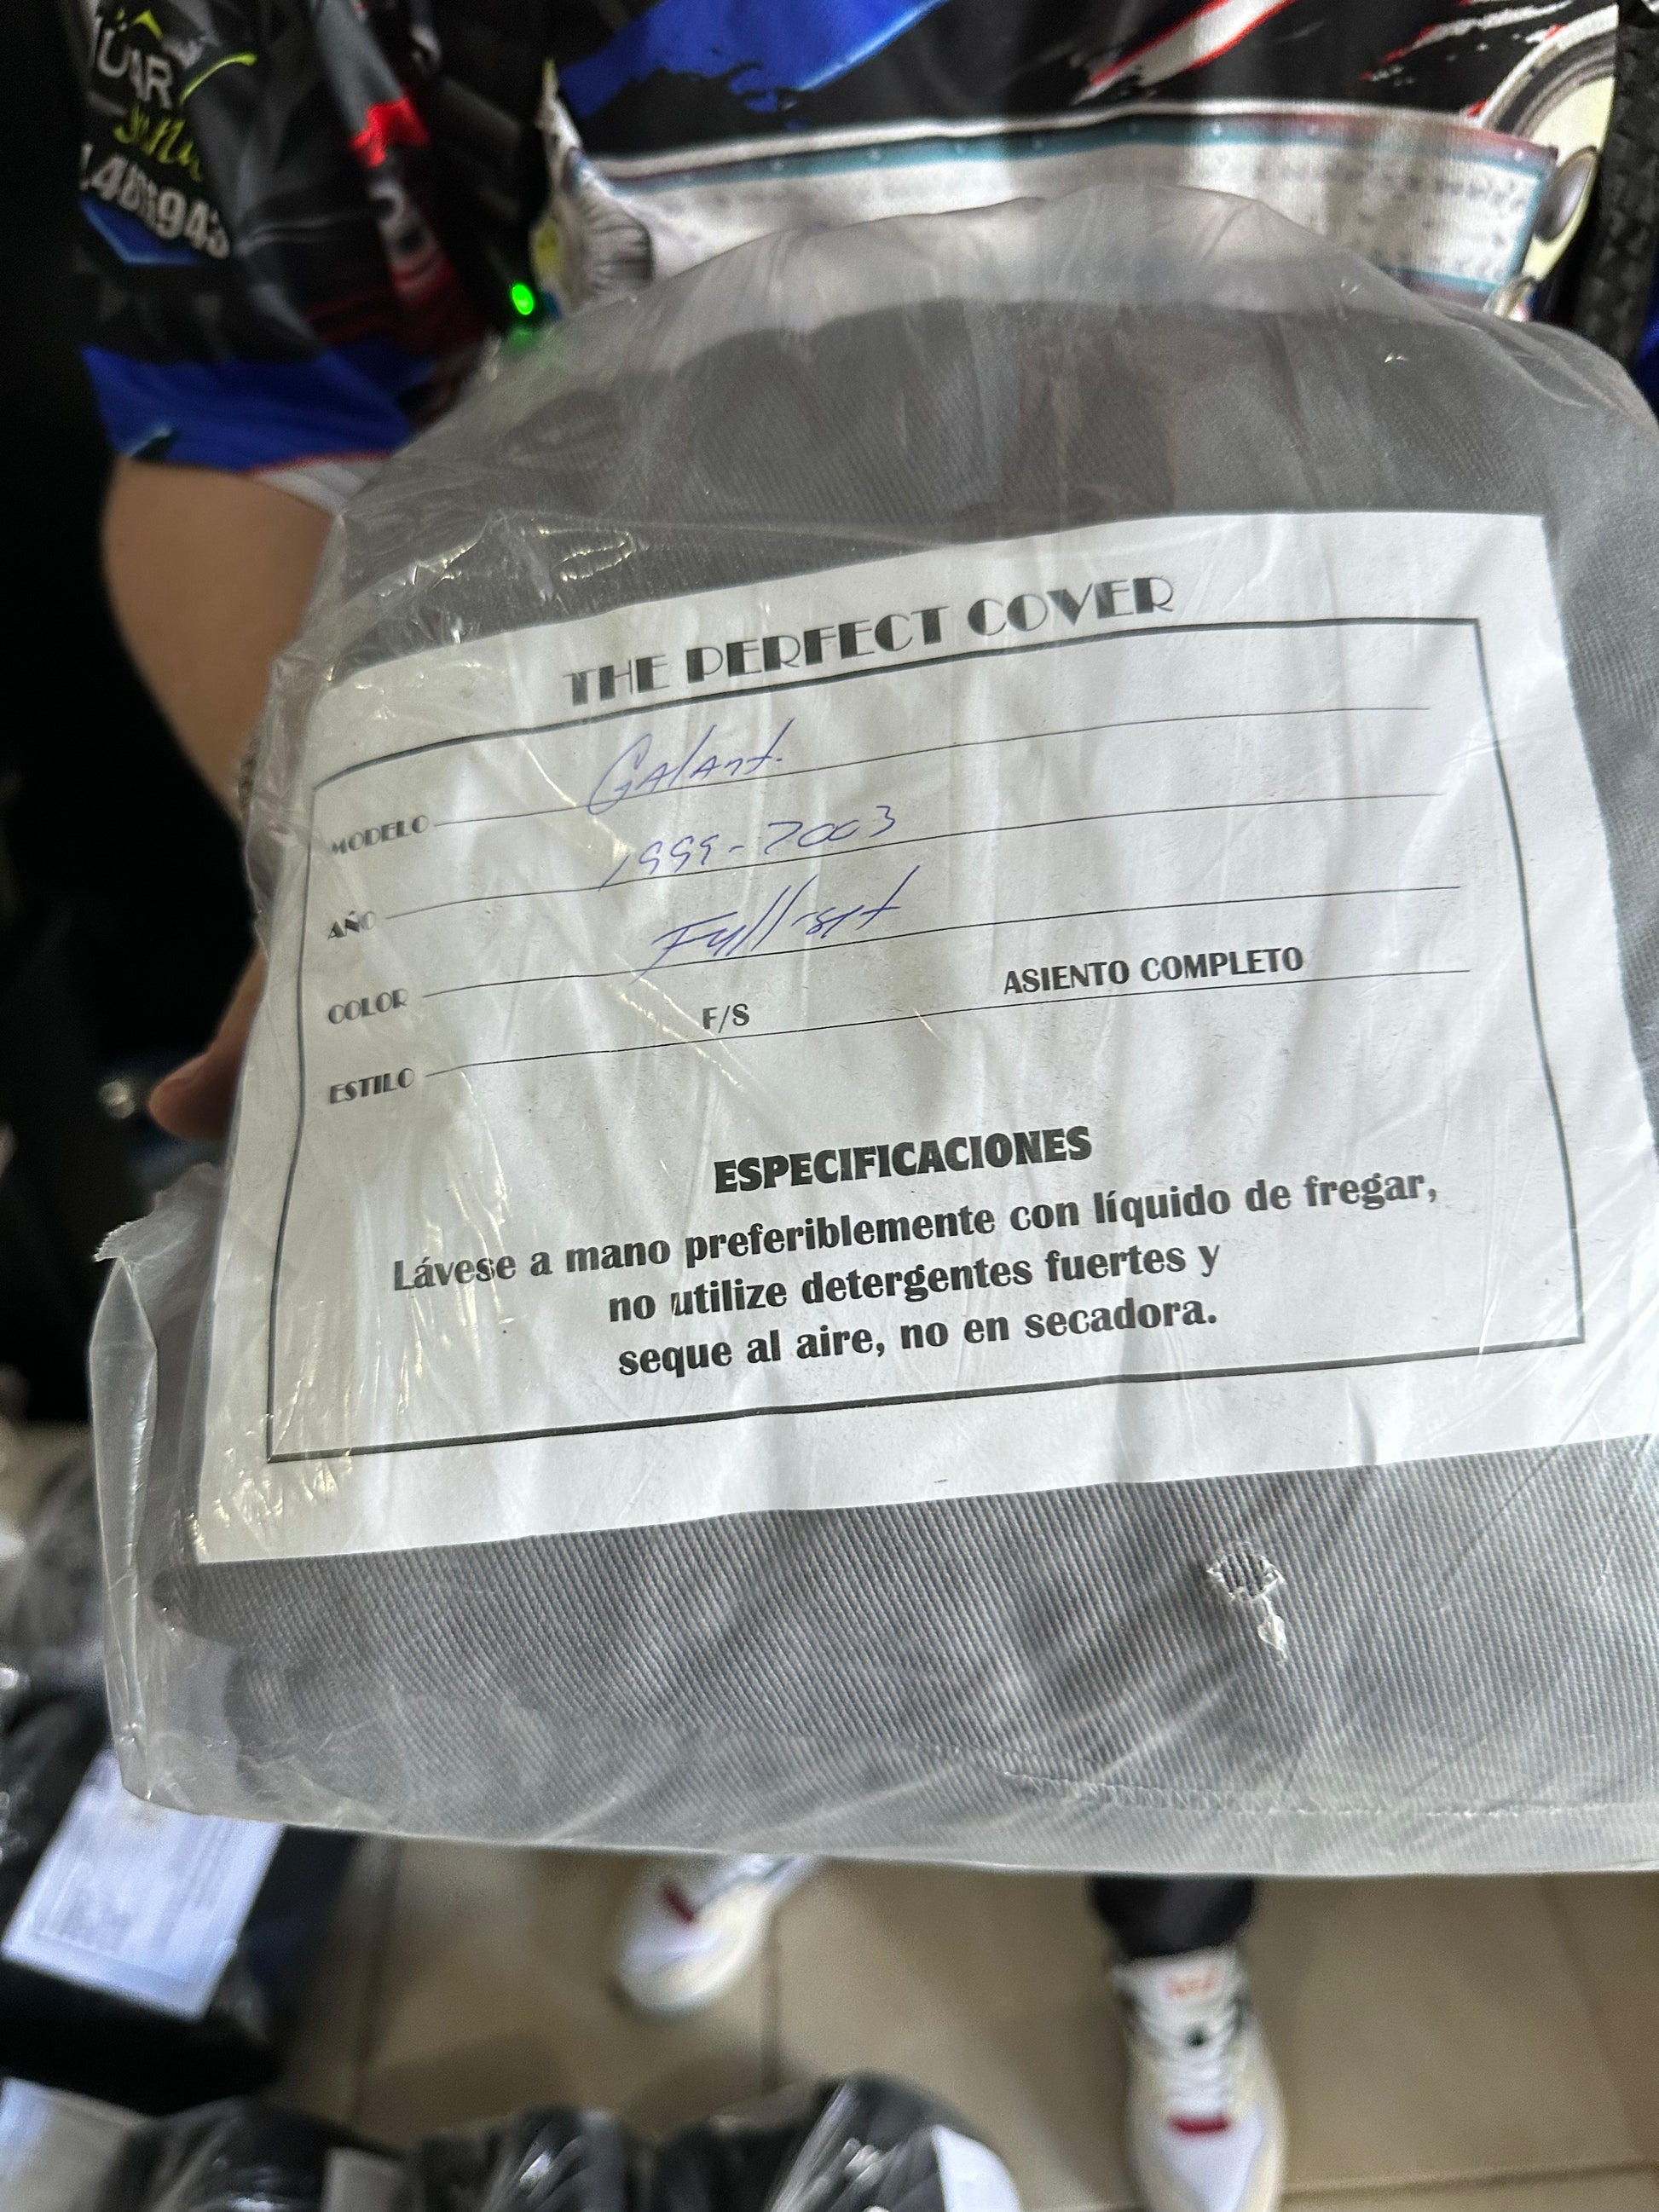 THE PERFECT COVER
MODELO Galant.
AÑO 1999-2003
COLOR Full-set
ESTILO F/S ASIENTO COMPLETO
ESPECIFICACIONES
Lávese a mano preferiblemente con líquido de fregar,
no utilize detergentes fuertes y
seque al aire, no en secadora.